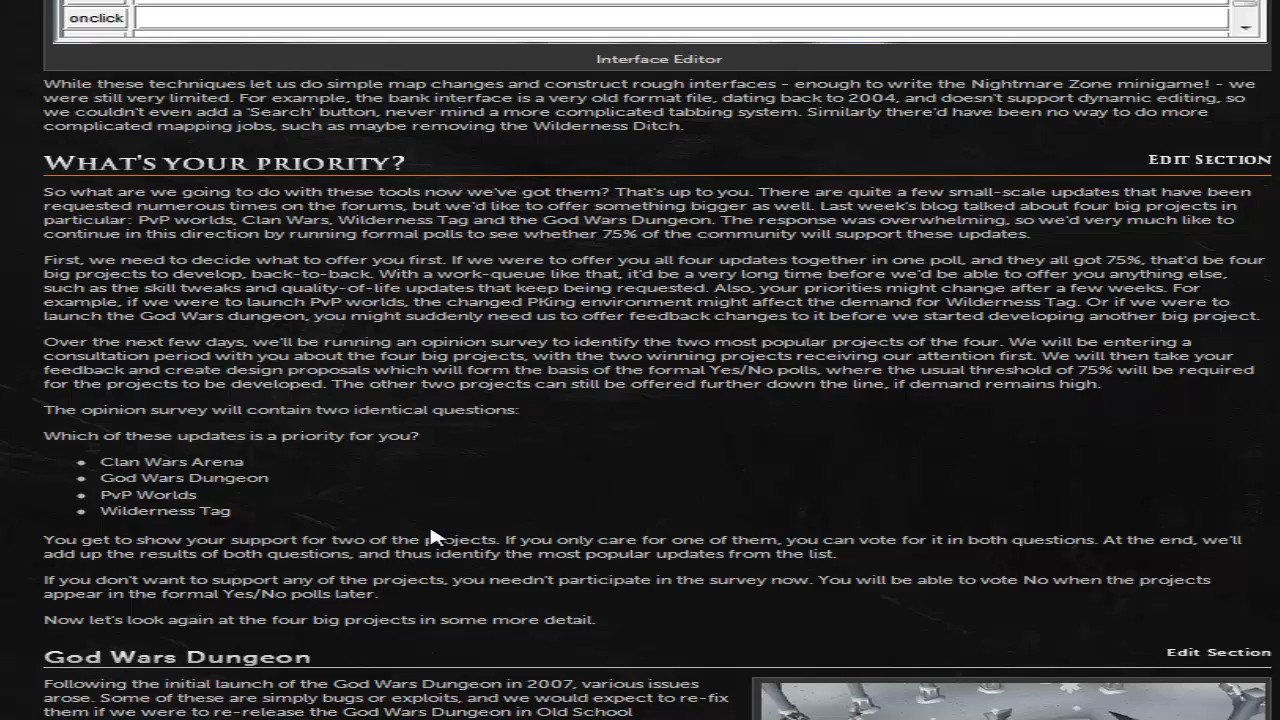 onclick
Interface Editor
While these techniques let us do simple map changes and construct rough interfaces - enough to write the Nightmare Zone minigame! - we
were still very limited. For example, the bank interface is a very old format file, dating back to 2004, and doesn't support dynamic editing, so
we couldn't even add a 'Search' button, never mind a more complicated tabbing system. Similarly there'd have been no way to do more
complicated mapping jobs, such as maybe removing the Wilderness Ditch.
What's your priority?
Edit Section
So what are we going to do with these tools now we've got them? That's up to you. There are quite a few small-scale updates that have been
requested numerous times on the forums, but we'd like to offer something bigger as well. Last week's blog talked about four big projects in
particular: PvP worlds, Clan Wars, Wilderness Tag and the God Wars Dungeon. The response was overwhelming, so we'd very much like to
continue in this direction by running formal polls to see whether 75% of the community will support these updates.
First, we need to decide what to offer you first. If we were to offer you all four updates together in one poll, and they all got 75%, that'd be four
big projects to develop, back-to-back. With a work-queue like that, it'd be a very long time before we'd be able to offer you anything else,
such as the skill tweaks and quality-of-life updates that keep being requested. Also, your priorities might change after a few weeks. For
example, if we were to launch PvP worlds, the changed PKing environment might affect the demand for Wilderness Tag. Or if we were to
launch the God Wars dungeon, you might suddenly need us to offer feedback changes to it before we started developing another big project.
Over the next few days, we'll be running an opinion survey to identify the two most popular projects of the four. We will be entering a
consultation period with you about the four big projects, with the two winning projects receiving our attention first. We will then take your
feedback and create design proposals which will form the basis of the formal Yes/No polls, where the usual threshold of 75% will be required
for the projects to be developed. The other two projects can still be offered further down the line, if demand remains high.
The opinion survey will contain two identical questions:
Which of these updates is a priority for you?
Clan Wars Arena
God Wars Dungeon
PvP Worlds
Wilderness Tag
You get to show your support for two of the projects. If you only care for one of them, you can vote for it in both questions. At the end, we'll
add up the results of both questions, and thus identify the most popular updates from the list.
If you don't want to support any of the projects, you needn't participate in the survey now. You will be able to vote No when the projects
appear in the formal Yes/No polls later.
Now let's look again at the four big projects in some more detail.
God Wars Dungeon
Edit Section
Following the initial launch of the God Wars Dungeon in 2007, various issues
arose. Some of these are simply bugs or exploits, and we would expect to re-fix
them if we were to re-release the God Wars Dungeon in Old School